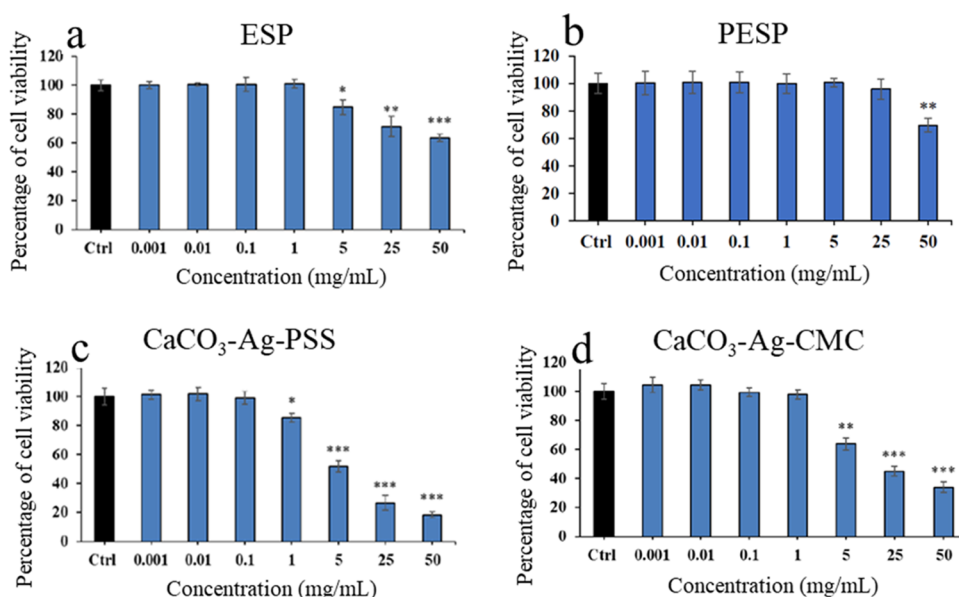 a
ESP
Percentage of cell viability
120
100
80
60
40
20
0
*
**
***
Ctrl 0.001 0.01 0.1 1 5 25 50
Concentration (mg/mL)
b
PESP
Percentage of cell viability
120
100
80
60
40
20
0
**
Ctrl 0.001 0.01 0.1 1 5 25 50
Concentration (mg/mL)
c
CaCO₃-Ag-PSS
Percentage of cell viability
120
100
80
60
40
20
0
*
***
***
***
Ctrl 0.001 0.01 0.1 1 5 25 50
Concentration (mg/mL)
d
CaCO₃-Ag-CMC
Percentage of cell viability
120
100
80
60
40
20
0
**
***
***
Ctrl 0.001 0.01 0.1 1 5 25 50
Concentration (mg/mL)